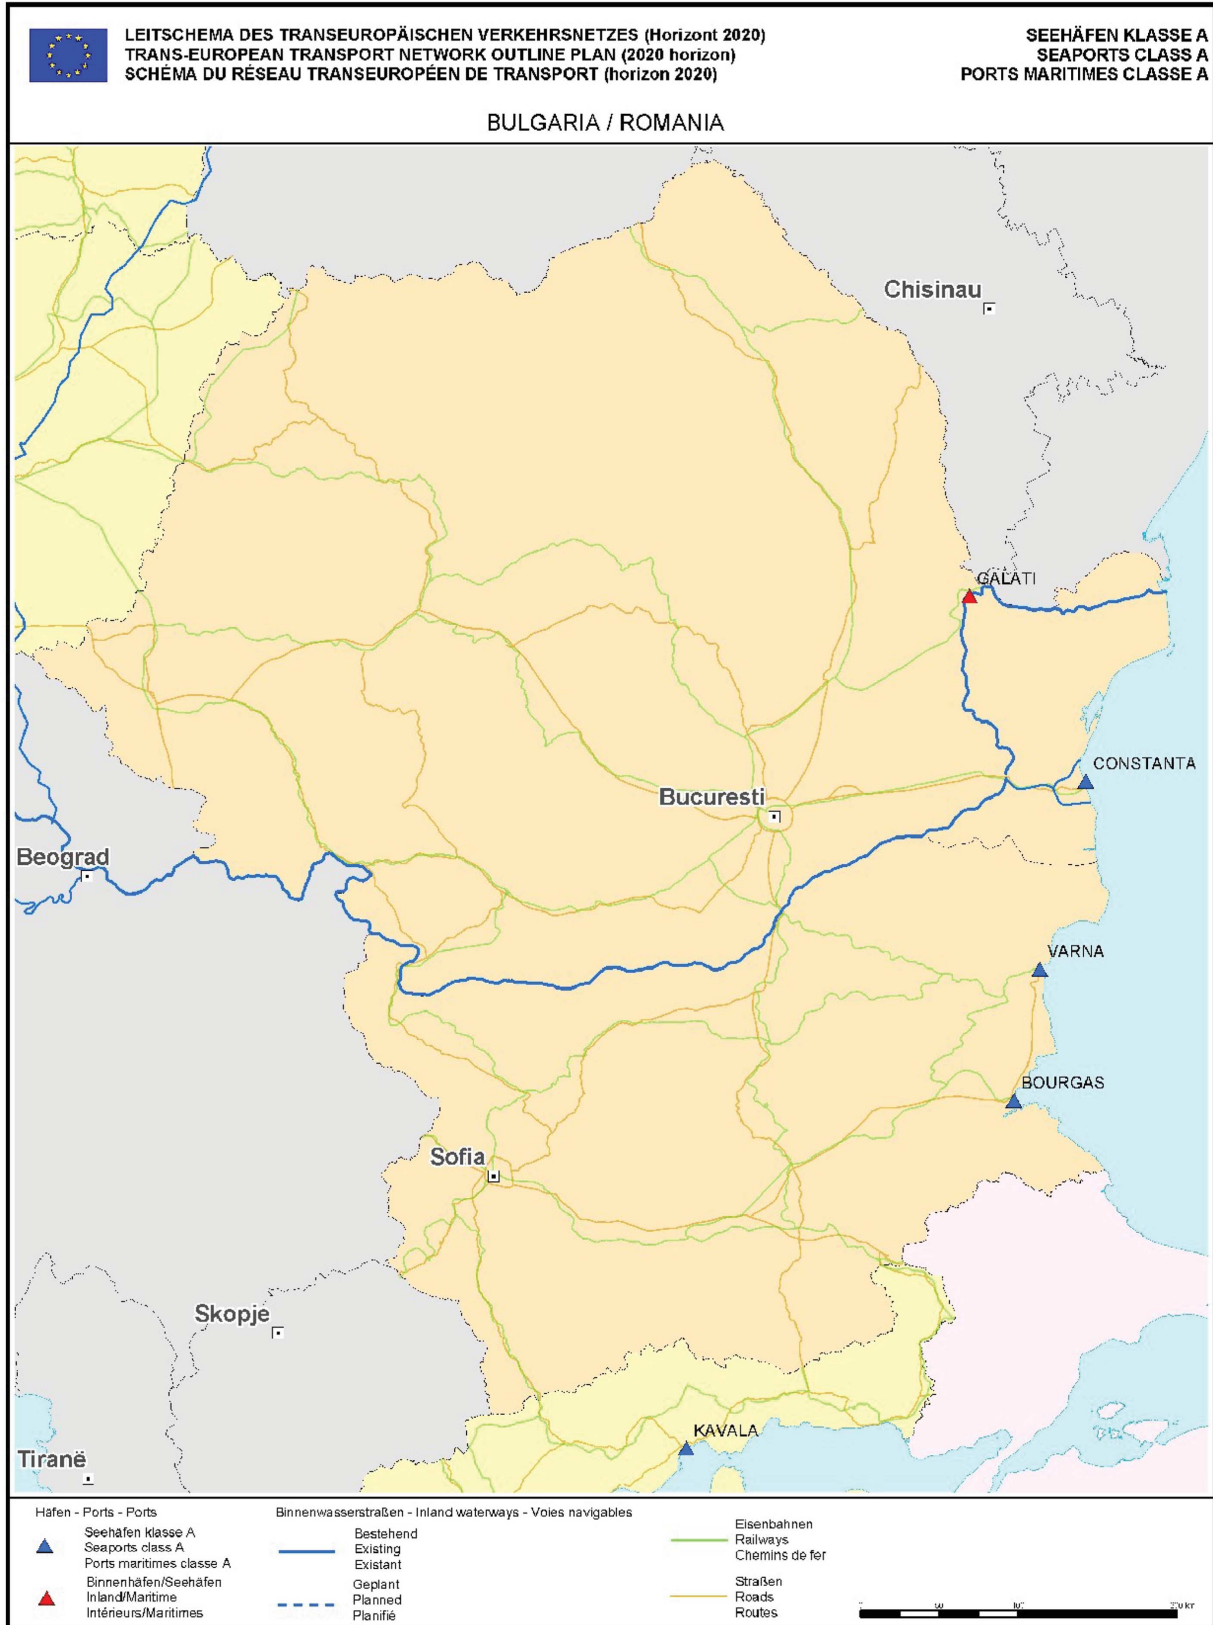 LEITSCHEMA DES TRANSEUROPÄISCHEN VERKEHRSNETZES (Horizont 2020)
TRANS-EUROPEAN TRANSPORT NETWORK OUTLINE PLAN (2020 horizon)
SCHÉMA DU RÉSEAU TRANSEUROPÉEN DE TRANSPORT (horizon 2020)
SEEHÄFEN KLASSE A
SEAPORTS CLASS A
PORTS MARITIMES CLASSE A
BULGARIA / ROMANIA
Chisinau
GALATI
CONSTANTA
Bucuresti
Beograd
VARNA
BOURGAS
Sofia
Skopje
KAVALA
Tiranë
Häfen - Ports - Ports
Seehäfen klasse A
Seaports class A
Ports maritimes classe A
Binnenhäfen/Seehäfen
Inland/Maritime
Intérieurs/Maritimes
Binnenwasserstraßen - Inland waterways - Voies navigables
Bestehend
Existing
Existant
Geplant
Planned
Planifié
Eisenbahnen
Railways
Chemins de fer
Straßen
Roads
Routes